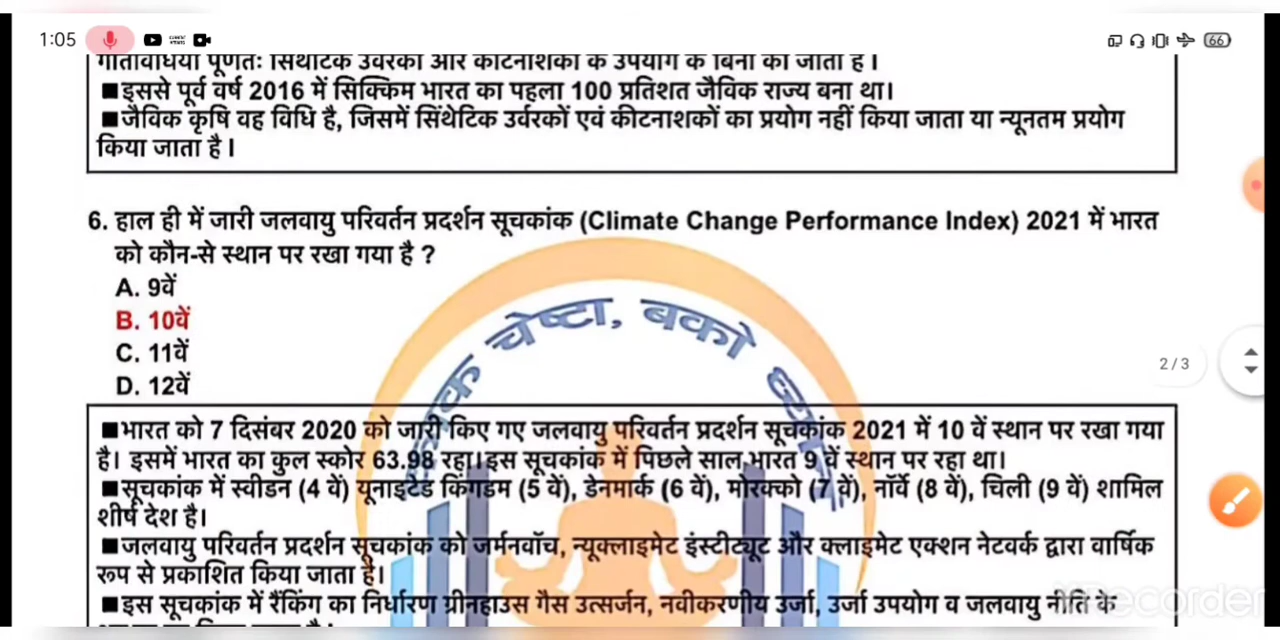 1:05
66
गतिविधियां पूर्णतः सिंथेटिक उर्वरकों और कीटनाशकों के उपयोग के बिना की जाती हैं।
■इससे पूर्व वर्ष 2016 में सिक्किम भारत का पहला 100 प्रतिशत जैविक राज्य बना था।
■जैविक कृषि वह विधि है, जिसमें सिंथेटिक उर्वरकों एवं कीटनाशकों का प्रयोग नहीं किया जाता या न्यूनतम प्रयोग
किया जाता है।
6. हाल ही में जारी जलवायु परिवर्तन प्रदर्शन सूचकांक (Climate Change Performance Index) 2021 में भारत
को कौन-से स्थान पर रखा गया है ?
A. 9वें
B. 10वें
C. 11वें
D. 12वें
2 / 3
चेष्टा, बको ध्यानं
■भारत को 7 दिसंबर 2020 को जारी किए गए जलवायु परिवर्तन प्रदर्शन सूचकांक 2021 में 10 वें स्थान पर रखा गया
है। इसमें भारत का कुल स्कोर 63.98 रहा।इस सूचकांक में पिछले साल भारत 9 वें स्थान पर रहा था।
■सूचकांक में स्वीडन (4 वें) यूनाइटेड किंगडम (5 वें), डेनमार्क (6 वें), मोरक्को (7 वें), नॉर्वे (8 वें), चिली (9 वें) शामिल
शीर्ष देश है।
■जलवायु परिवर्तन प्रदर्शन सूचकांक को जर्मनवॉच, न्यूक्लाइमेट इंस्टीट्यूट और क्लाइमेट एक्शन नेटवर्क द्वारा वार्षिक
रूप से प्रकाशित किया जाता है।
■इस सूचकांक में रैंकिंग का निर्धारण ग्रीनहाउस गैस उत्सर्जन, नवीकरणीय उर्जा, उर्जा उपयोग व जलवायु नीति के
XRecorder